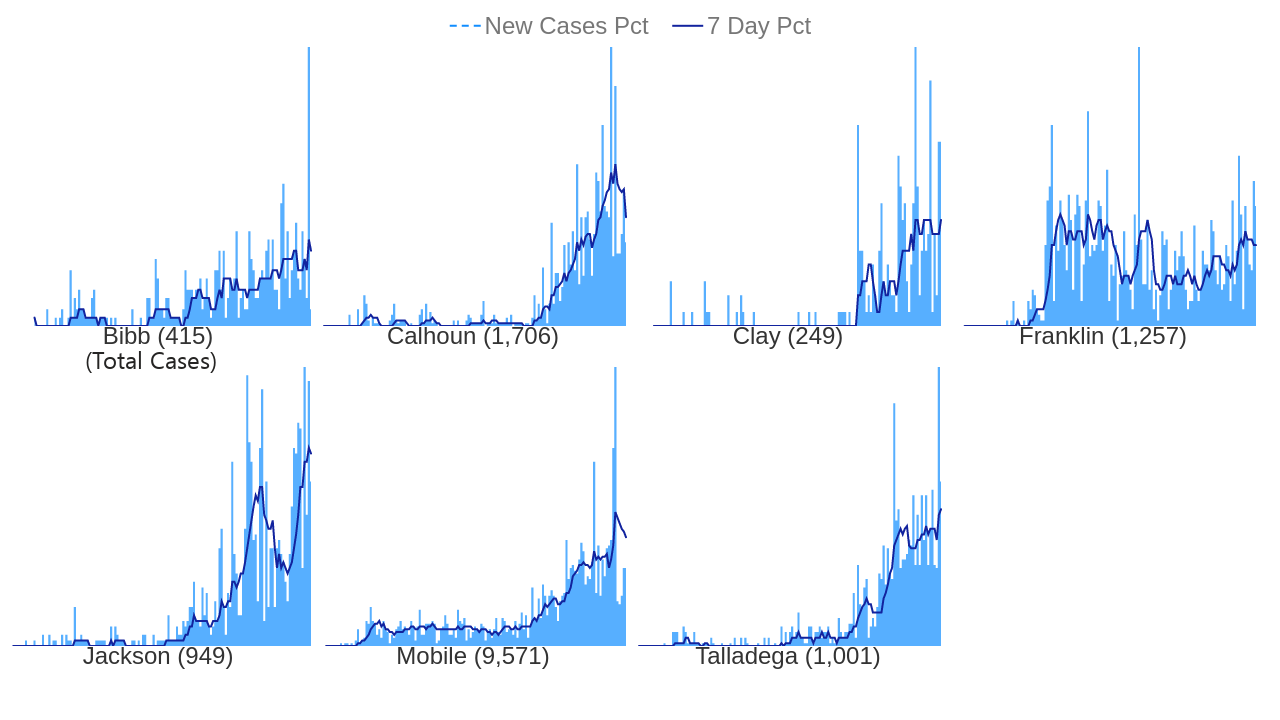 New Cases Pct 7 Day Pct
Bibb (415)
(Total Cases)
Calhoun (1,706)
Clay (249)
Franklin (1,257)
Jackson (949)
Mobile (9,571)
Talladega (1,001)